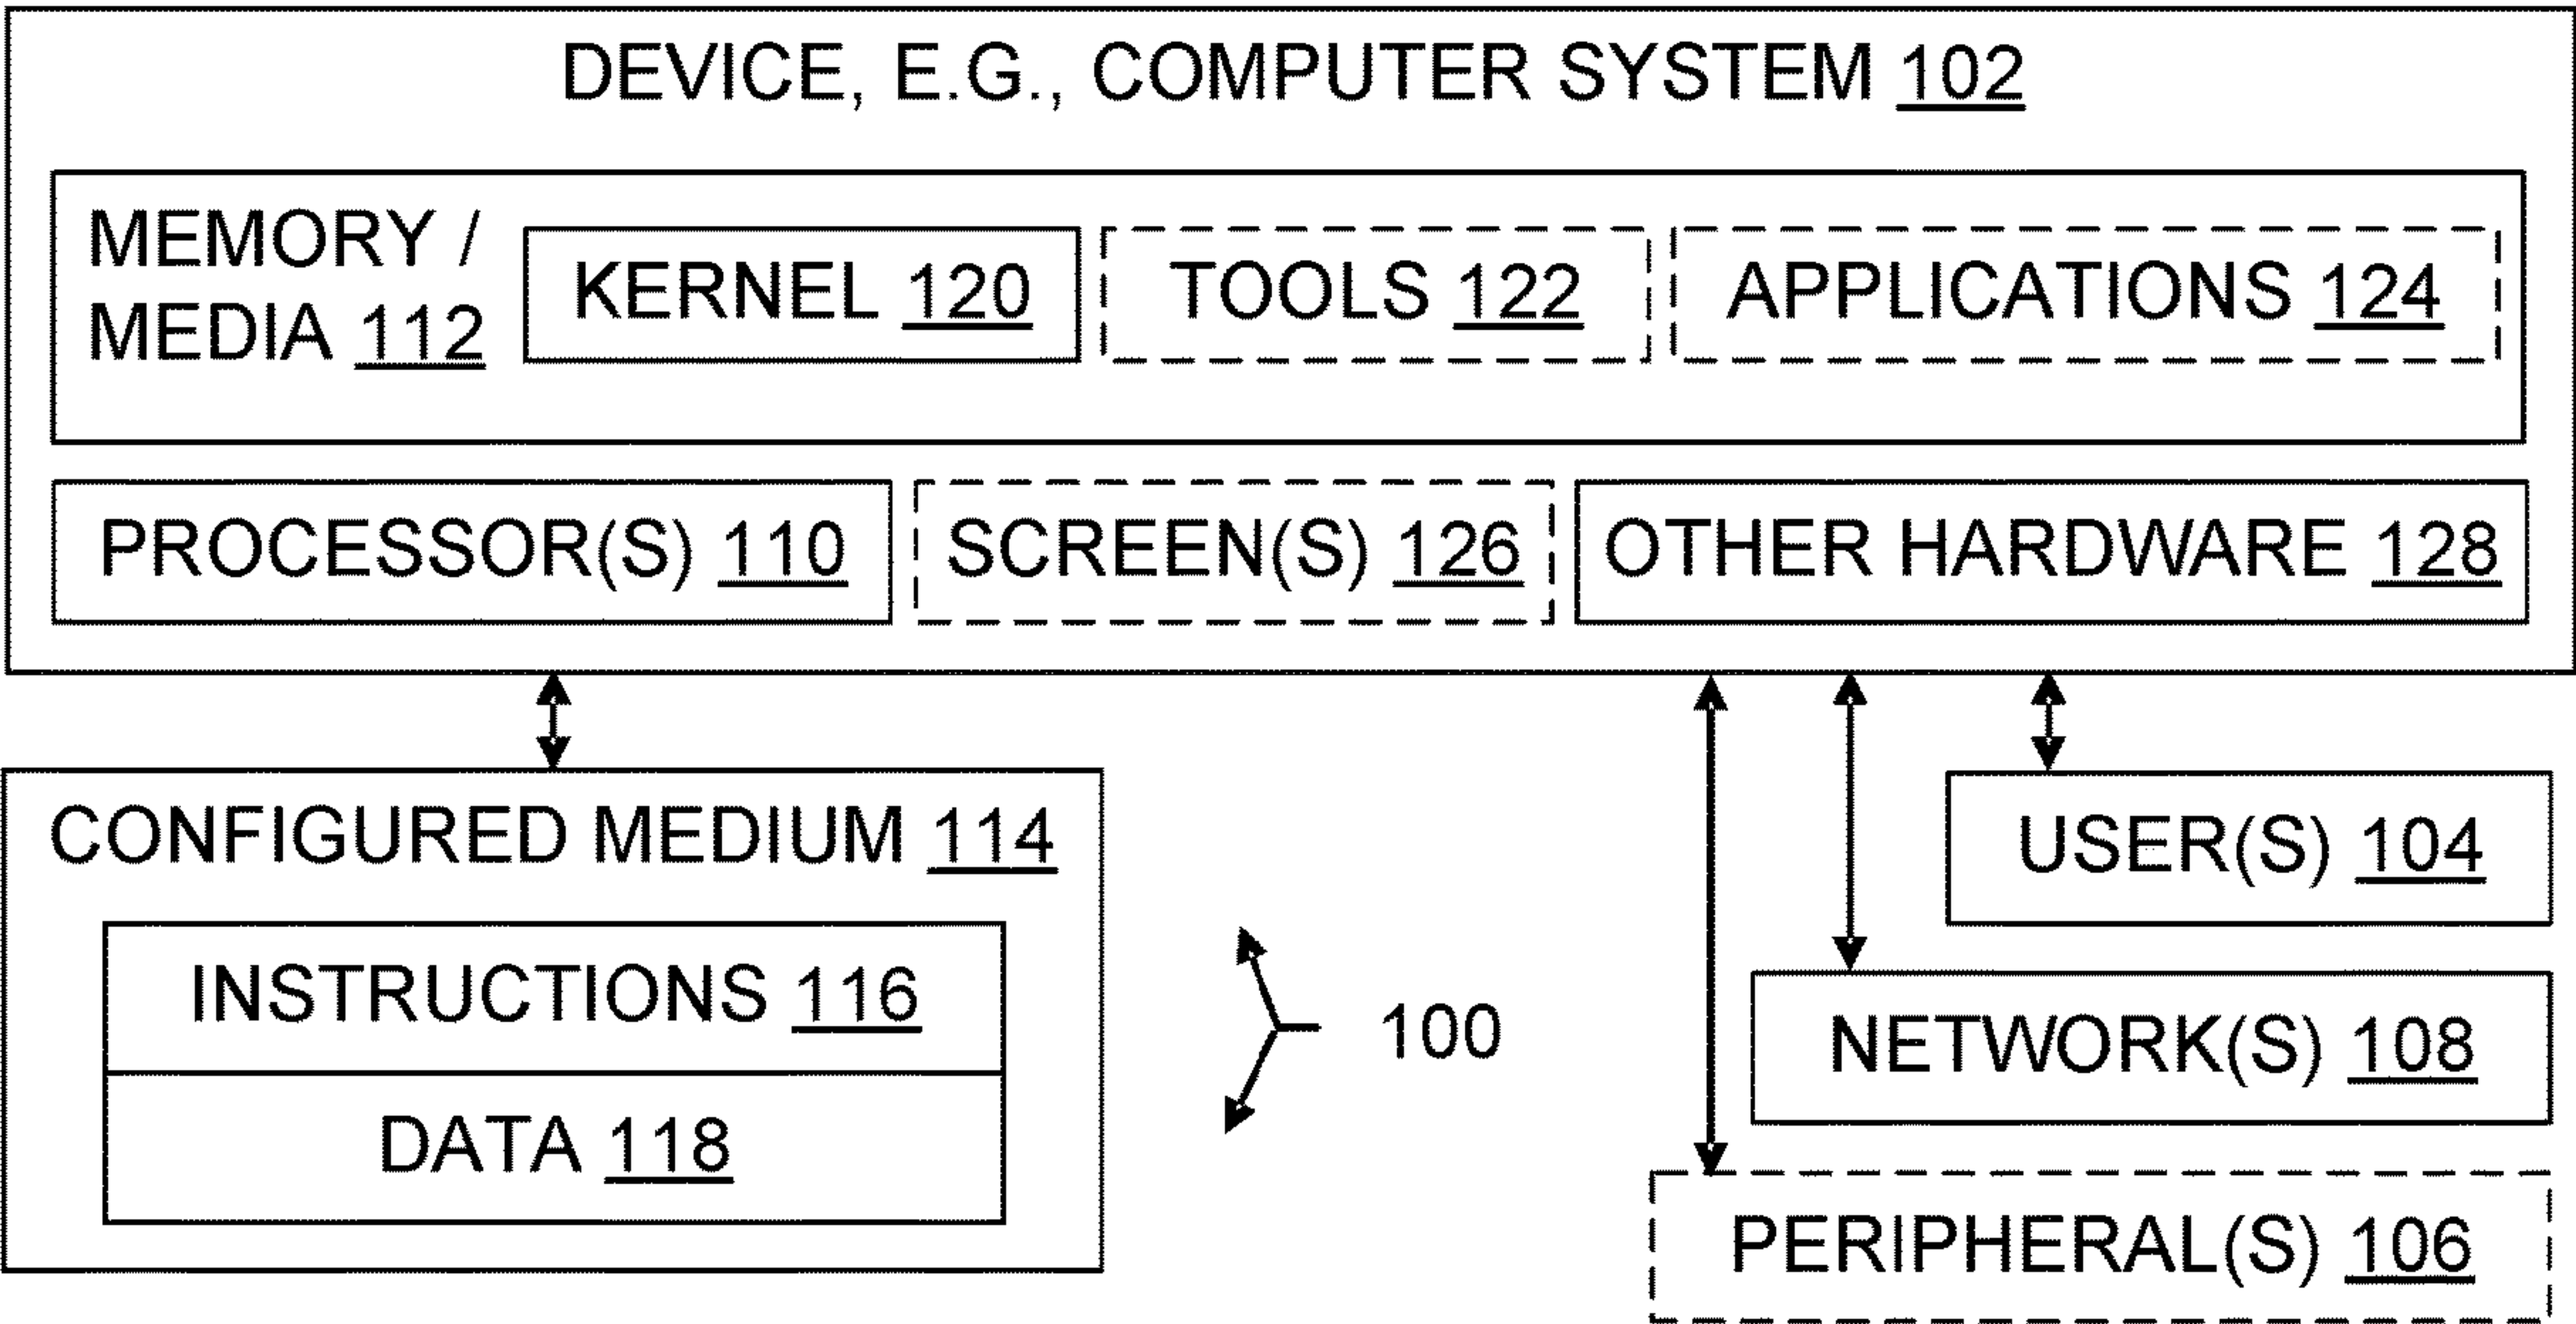 DEVICE, E.G., COMPUTER SYSTEM 102
MEMORY /
MEDIA 112
KERNEL 120
TOOLS 122
APPLICATIONS 124
PROCESSOR(S) 110
SCREEN(S) 126
OTHER HARDWARE 128
CONFIGURED MEDIUM 114
INSTRUCTIONS 116
DATA 118
100
USER(S) 104
NETWORK(S) 108
PERIPHERAL(S) 106